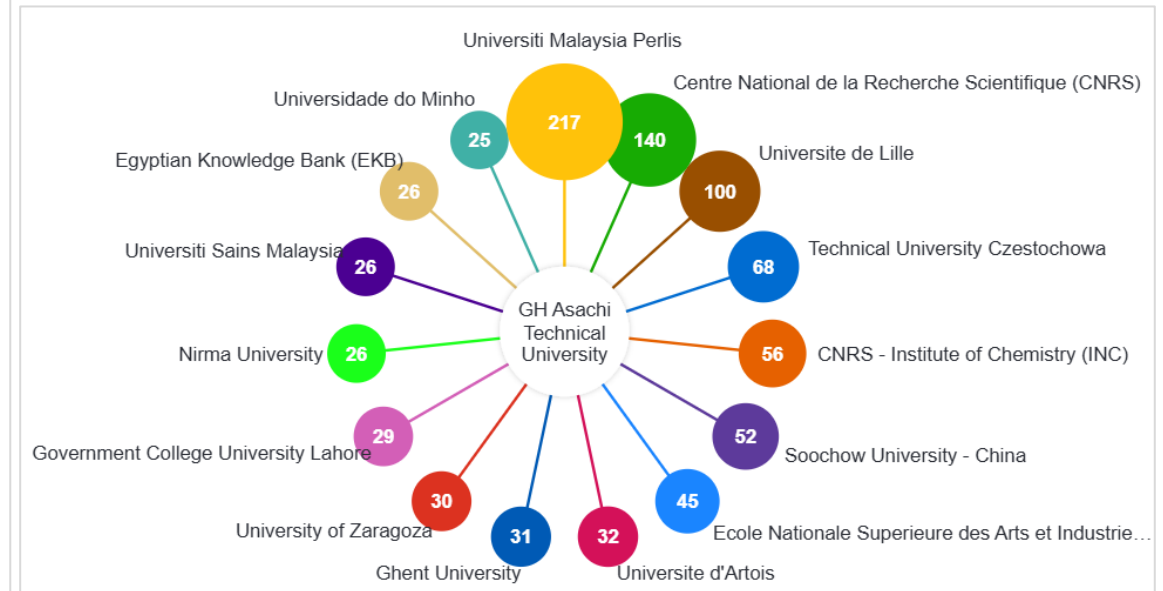 Universiti Malaysia Perlis
217
Centre National de la Recherche Scientifique (CNRS)
140
Universite de Lille
100
Technical University Czestochowa
68
CNRS - Institute of Chemistry (INC)
56
Soochow University - China
52
Ecole Nationale Superieure des Arts et Industrie…
45
Universite d'Artois
32
Ghent University
31
University of Zaragoza
30
Government College University Lahore
29
Nirma University
26
Universiti Sains Malaysia
26
Egyptian Knowledge Bank (EKB)
26
Universidade do Minho
25
GH Asachi
Technical
University